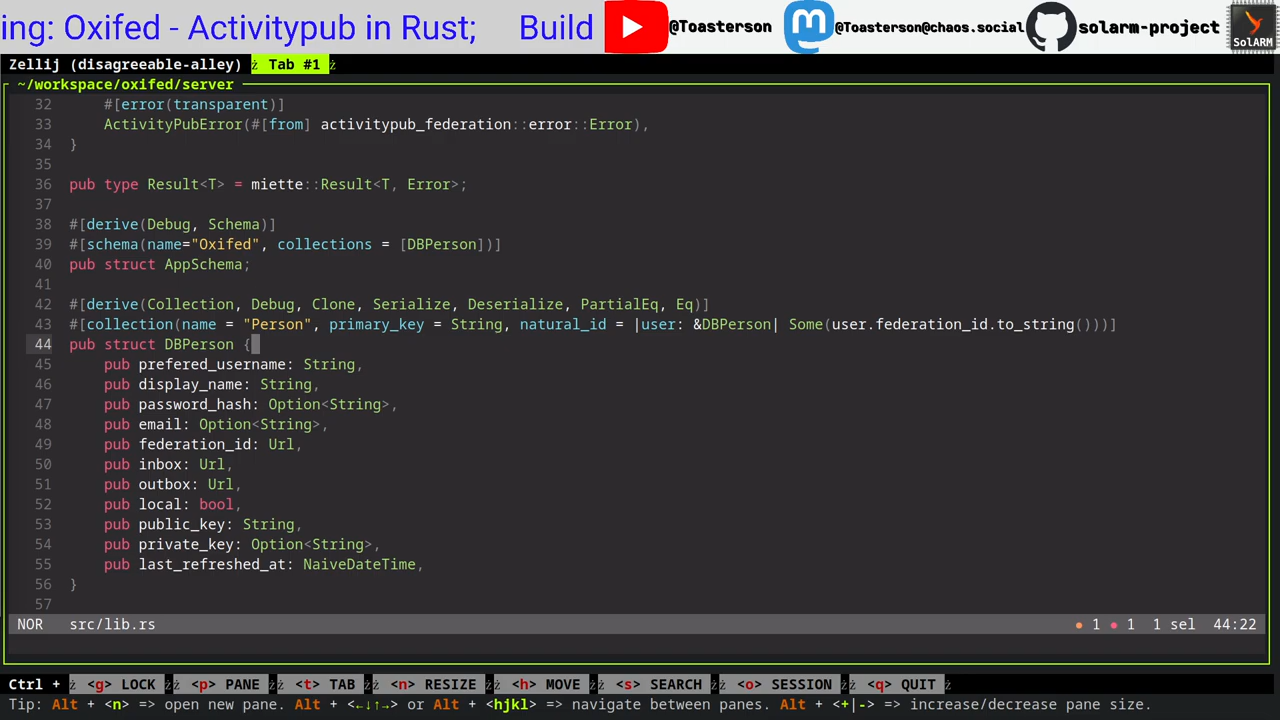 ing: Oxifed - Activitypub in Rust;    Build
@Toasterson
@Toasterson@chaos.social
solarm-project
SolARM
Zellij (disagreeable-alley) Tab #1
~/workspace/oxifed/server
32     #[error(transparent)]
33     ActivityPubError(#[from] activitypub_federation::error::Error),
34 }
35
36 pub type Result<T> = miette::Result<T, Error>;
37
38 #[derive(Debug, Schema)]
39 #[schema(name="Oxifed", collections = [DBPerson])]
40 pub struct AppSchema;
41
42 #[derive(Collection, Debug, Clone, Serialize, Deserialize, PartialEq, Eq)]
43 #[collection(name = "Person", primary_key = String, natural_id = |user: &DBPerson| Some(user.federation_id.to_string()))]
44 pub struct DBPerson {
45     pub prefered_username: String,
46     pub display_name: String,
47     pub password_hash: Option<String>,
48     pub email: Option<String>,
49     pub federation_id: Url,
50     pub inbox: Url,
51     pub outbox: Url,
52     pub local: bool,
53     pub public_key: String,
54     pub private_key: Option<String>,
55     pub last_refreshed_at: NaiveDateTime,
56 }
57
NOR   src/lib.rs   ● 1 ● 1   1 sel   44:22
Ctrl + ż <g> LOCK ż <p> PANE ż <t> TAB ż <n> RESIZE ż <h> MOVE ż <s> SEARCH ż <o> SESSION ż <q> QUIT ż
Tip: Alt + <n> => open new pane. Alt + <←↓↑→> or Alt + <hjkl> => navigate between panes. Alt + <+|-> => increase/decrease pane size.